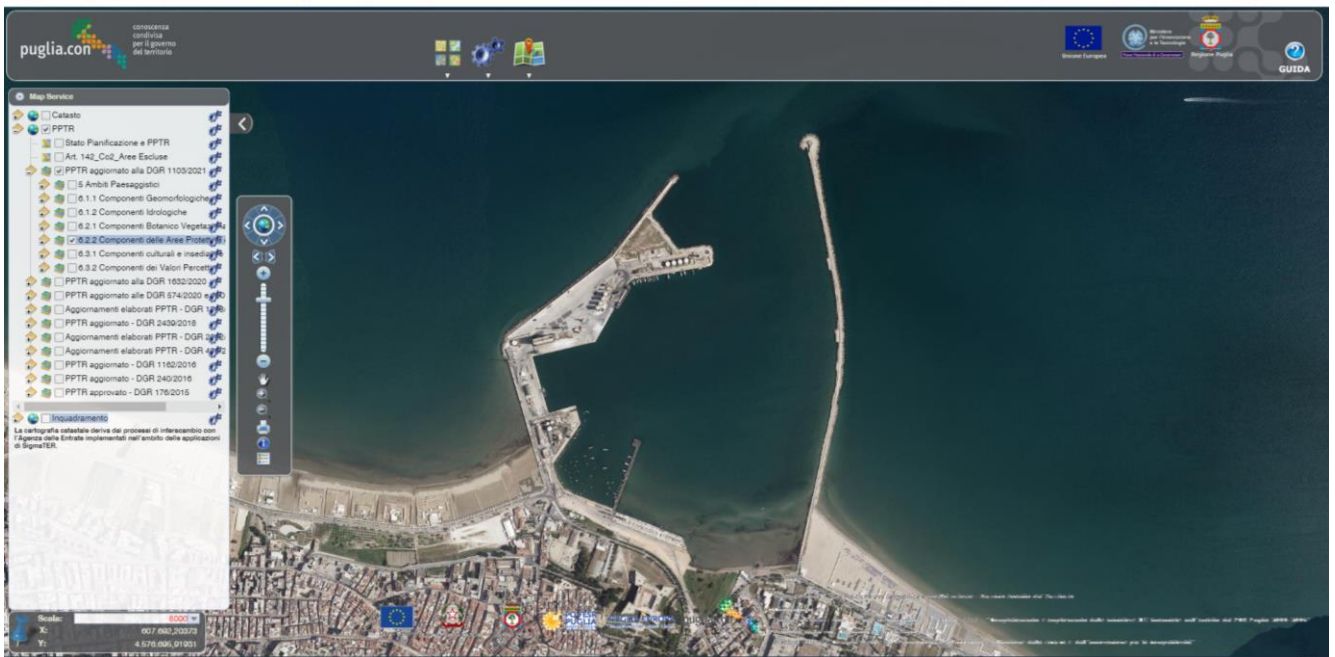 puglia.con
conoscenza
condivisa
per il governo
del territorio
Unione Europea
Ministero
per l'Innovazione
e le Tecnologie
Regione Puglia
GUIDA
Map Service
Catasto
PPTR
Stato Pianificazione e PPTR
Art. 142_Co2_Aree Escluse
PPTR aggiornato alla DGR 1103/2021
5 Ambiti Paesaggistici
6.1.1 Componenti Geomorfologiche
6.1.2 Componenti Idrologiche
6.2.1 Componenti Botanico
6.2.2 Componenti delle Aree
6.3.1 Componenti culturali e
6.3.2 Componenti dei Valori
PPTR aggiornato alla DGR 1632/2020
PPTR aggiornato alle DGR 574/2020 e
Aggiornamenti elaborati PPTR - DGR
PPTR aggiornato - DGR 2439/2018
Aggiornamenti elaborati PPTR - DGR
Aggiornamenti elaborati PPTR - DGR
PPTR aggiornato - DGR 1162/2016
PPTR aggiornato - DGR 240/2016
PPTR approvato - DGR 176/2015
Inquadramento
La cartografia catastale deriva dai processi di interscambio con
l'Agenzia delle Entrate implementati nell'ambito delle applicazioni
di SigmaTER.
Scala: 8000
X: 607.692,20373
Y: 4.576.695,91931